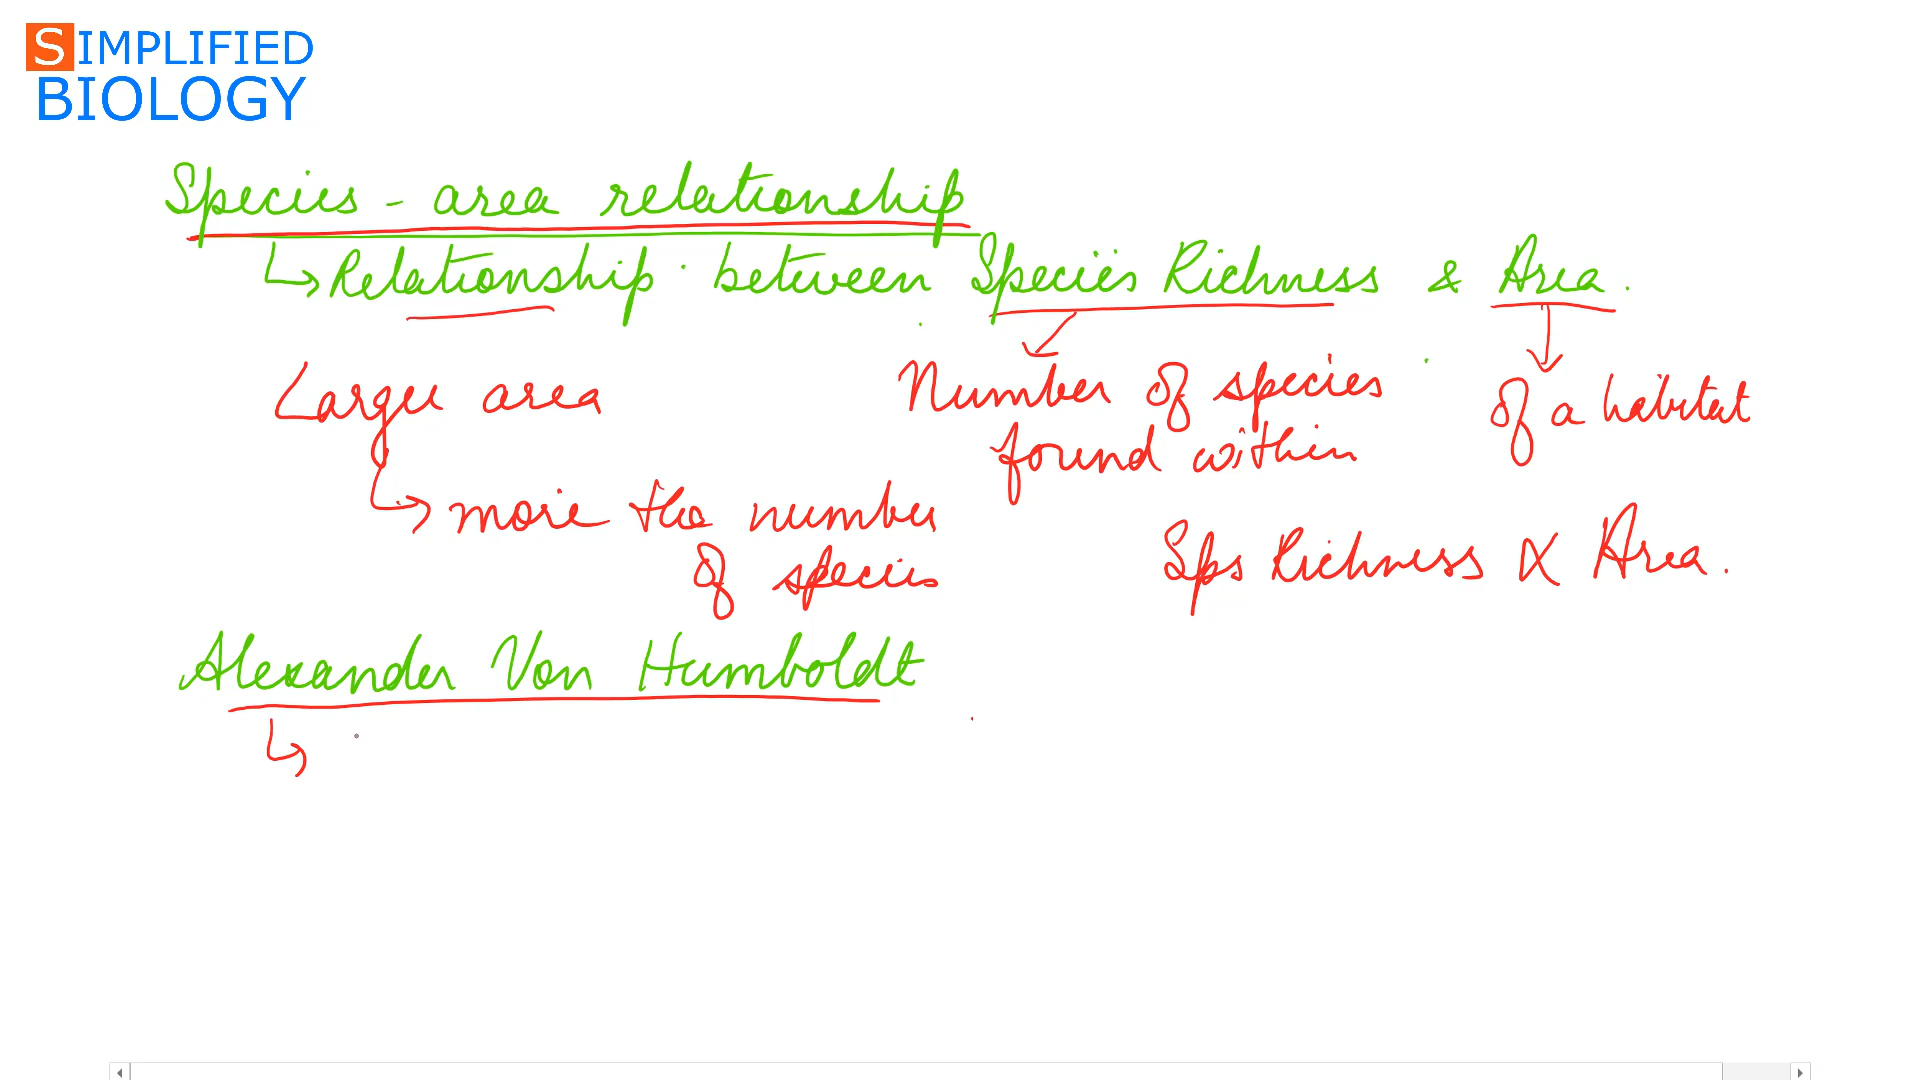 SIMPLIFIED
BIOLOGY
Species - area relationship
↳ Relationship between Species Richness & Area.
Larger area
Number of species
found within
of a habitat
↳ more the number
of species
Sps Richness ∝ Area.
Alexander Von Humboldt
↳